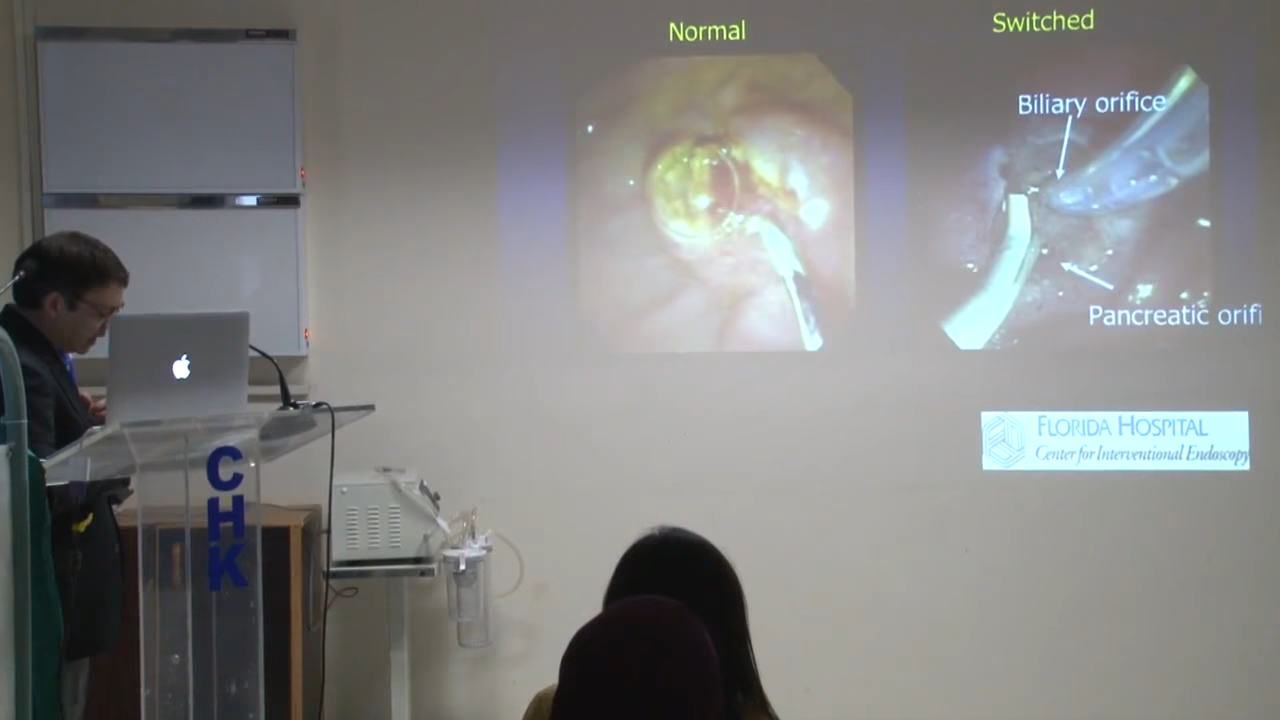 Normal
Switched
Biliary orifice
Pancreatic orifi
FLORIDA HOSPITAL
Center for Interventional Endoscopy
CHK